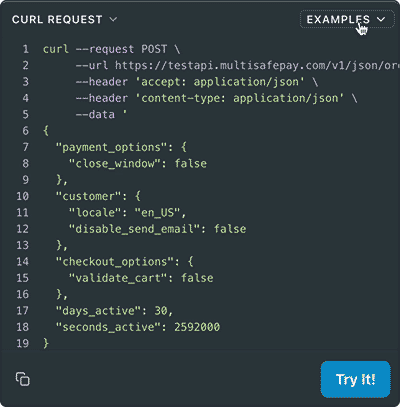 CURL REQUEST EXAMPLES
1 curl --request POST \
2 --url https://testapi.multisafepay.com/v1/json/or
3 --header 'accept: application/json' \
4 --header 'content-type: application/json' \
5 --data '
6 {
7 "payment_options": {
8 "close_window": false
9 },
10 "customer": {
11 "locale": "en_US",
12 "disable_send_email": false
13 },
14 "checkout_options": {
15 "validate_cart": false
16 },
17 "days_active": 30,
18 "seconds_active": 2592000
19 }
Try It!